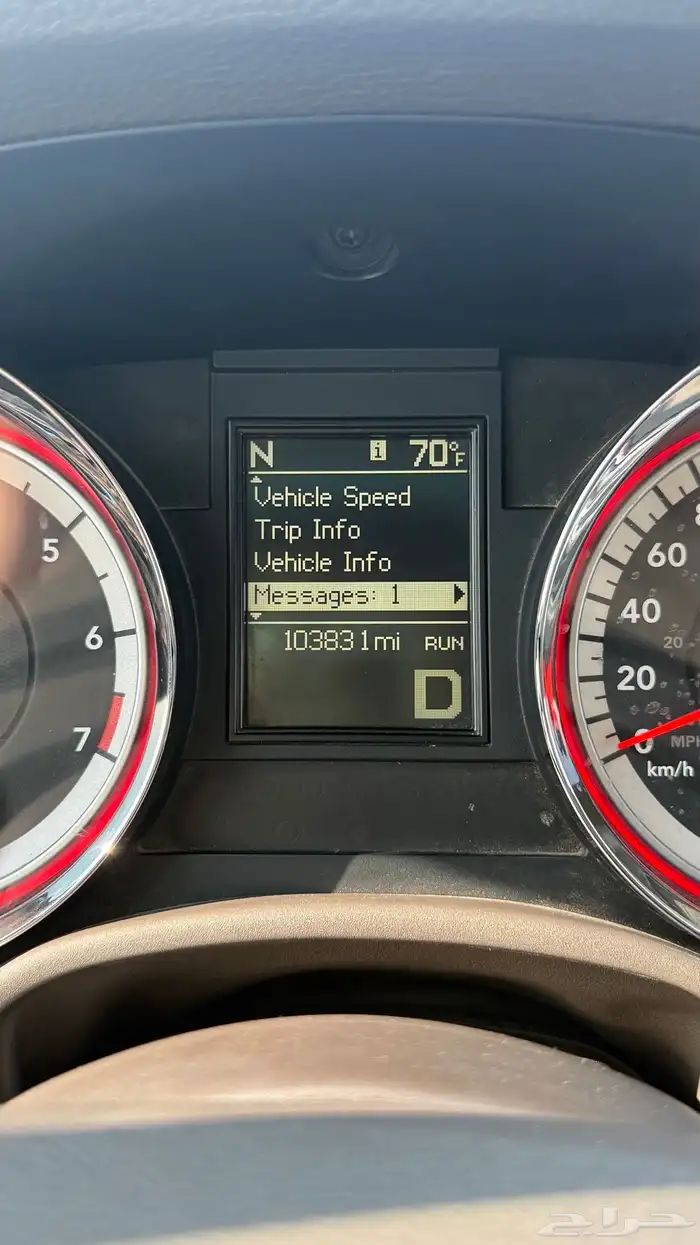 N i 70°F
Vehicle Speed
Trip Info
Vehicle Info
Messages: 1
103831mi RUN
D
5
6
7
60
40
20
20
0
MPH
km/h
حراج